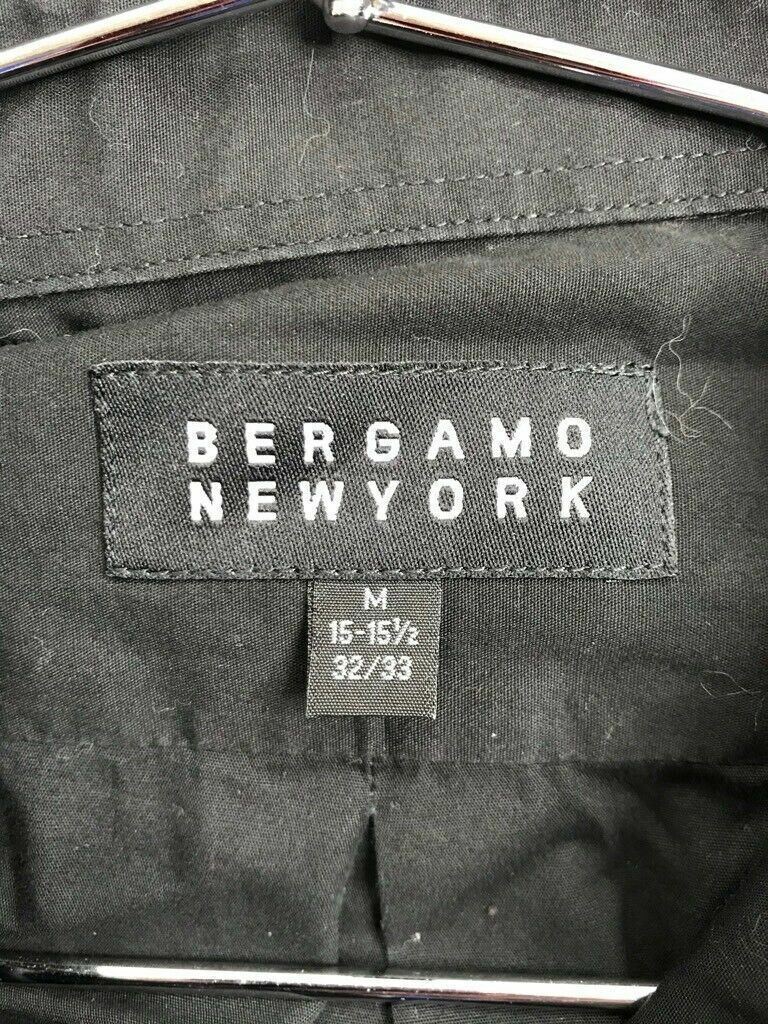 BERGAMO
NEWYORK
M
15-15½
32/33